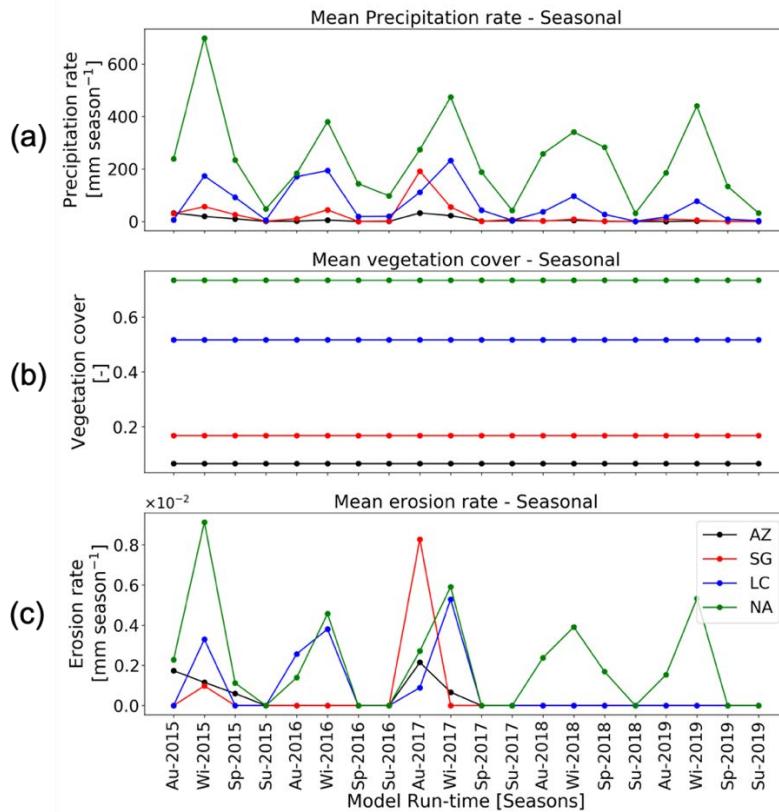 Mean Precipitation rate - Seasonal
(a)
Precipitation rate
[mm season⁻¹]
600
400
200
0
Mean vegetation cover - Seasonal
(b)
Vegetation cover
[-]
0.6
0.4
0.2
×10⁻²
Mean erosion rate - Seasonal
(c)
Erosion rate
[mm season⁻¹]
0.8
0.6
0.4
0.2
0.0
AZ
SG
LC
NA
Au-2015
Wi-2015
Sp-2015
Su-2015
Au-2016
Wi-2016
Sp-2016
Su-2016
Au-2017
Wi-2017
Sp-2017
Su-2017
Au-2018
Wi-2018
Sp-2018
Su-2018
Au-2019
Wi-2019
Sp-2019
Su-2019
Model Run-time [Seasons]